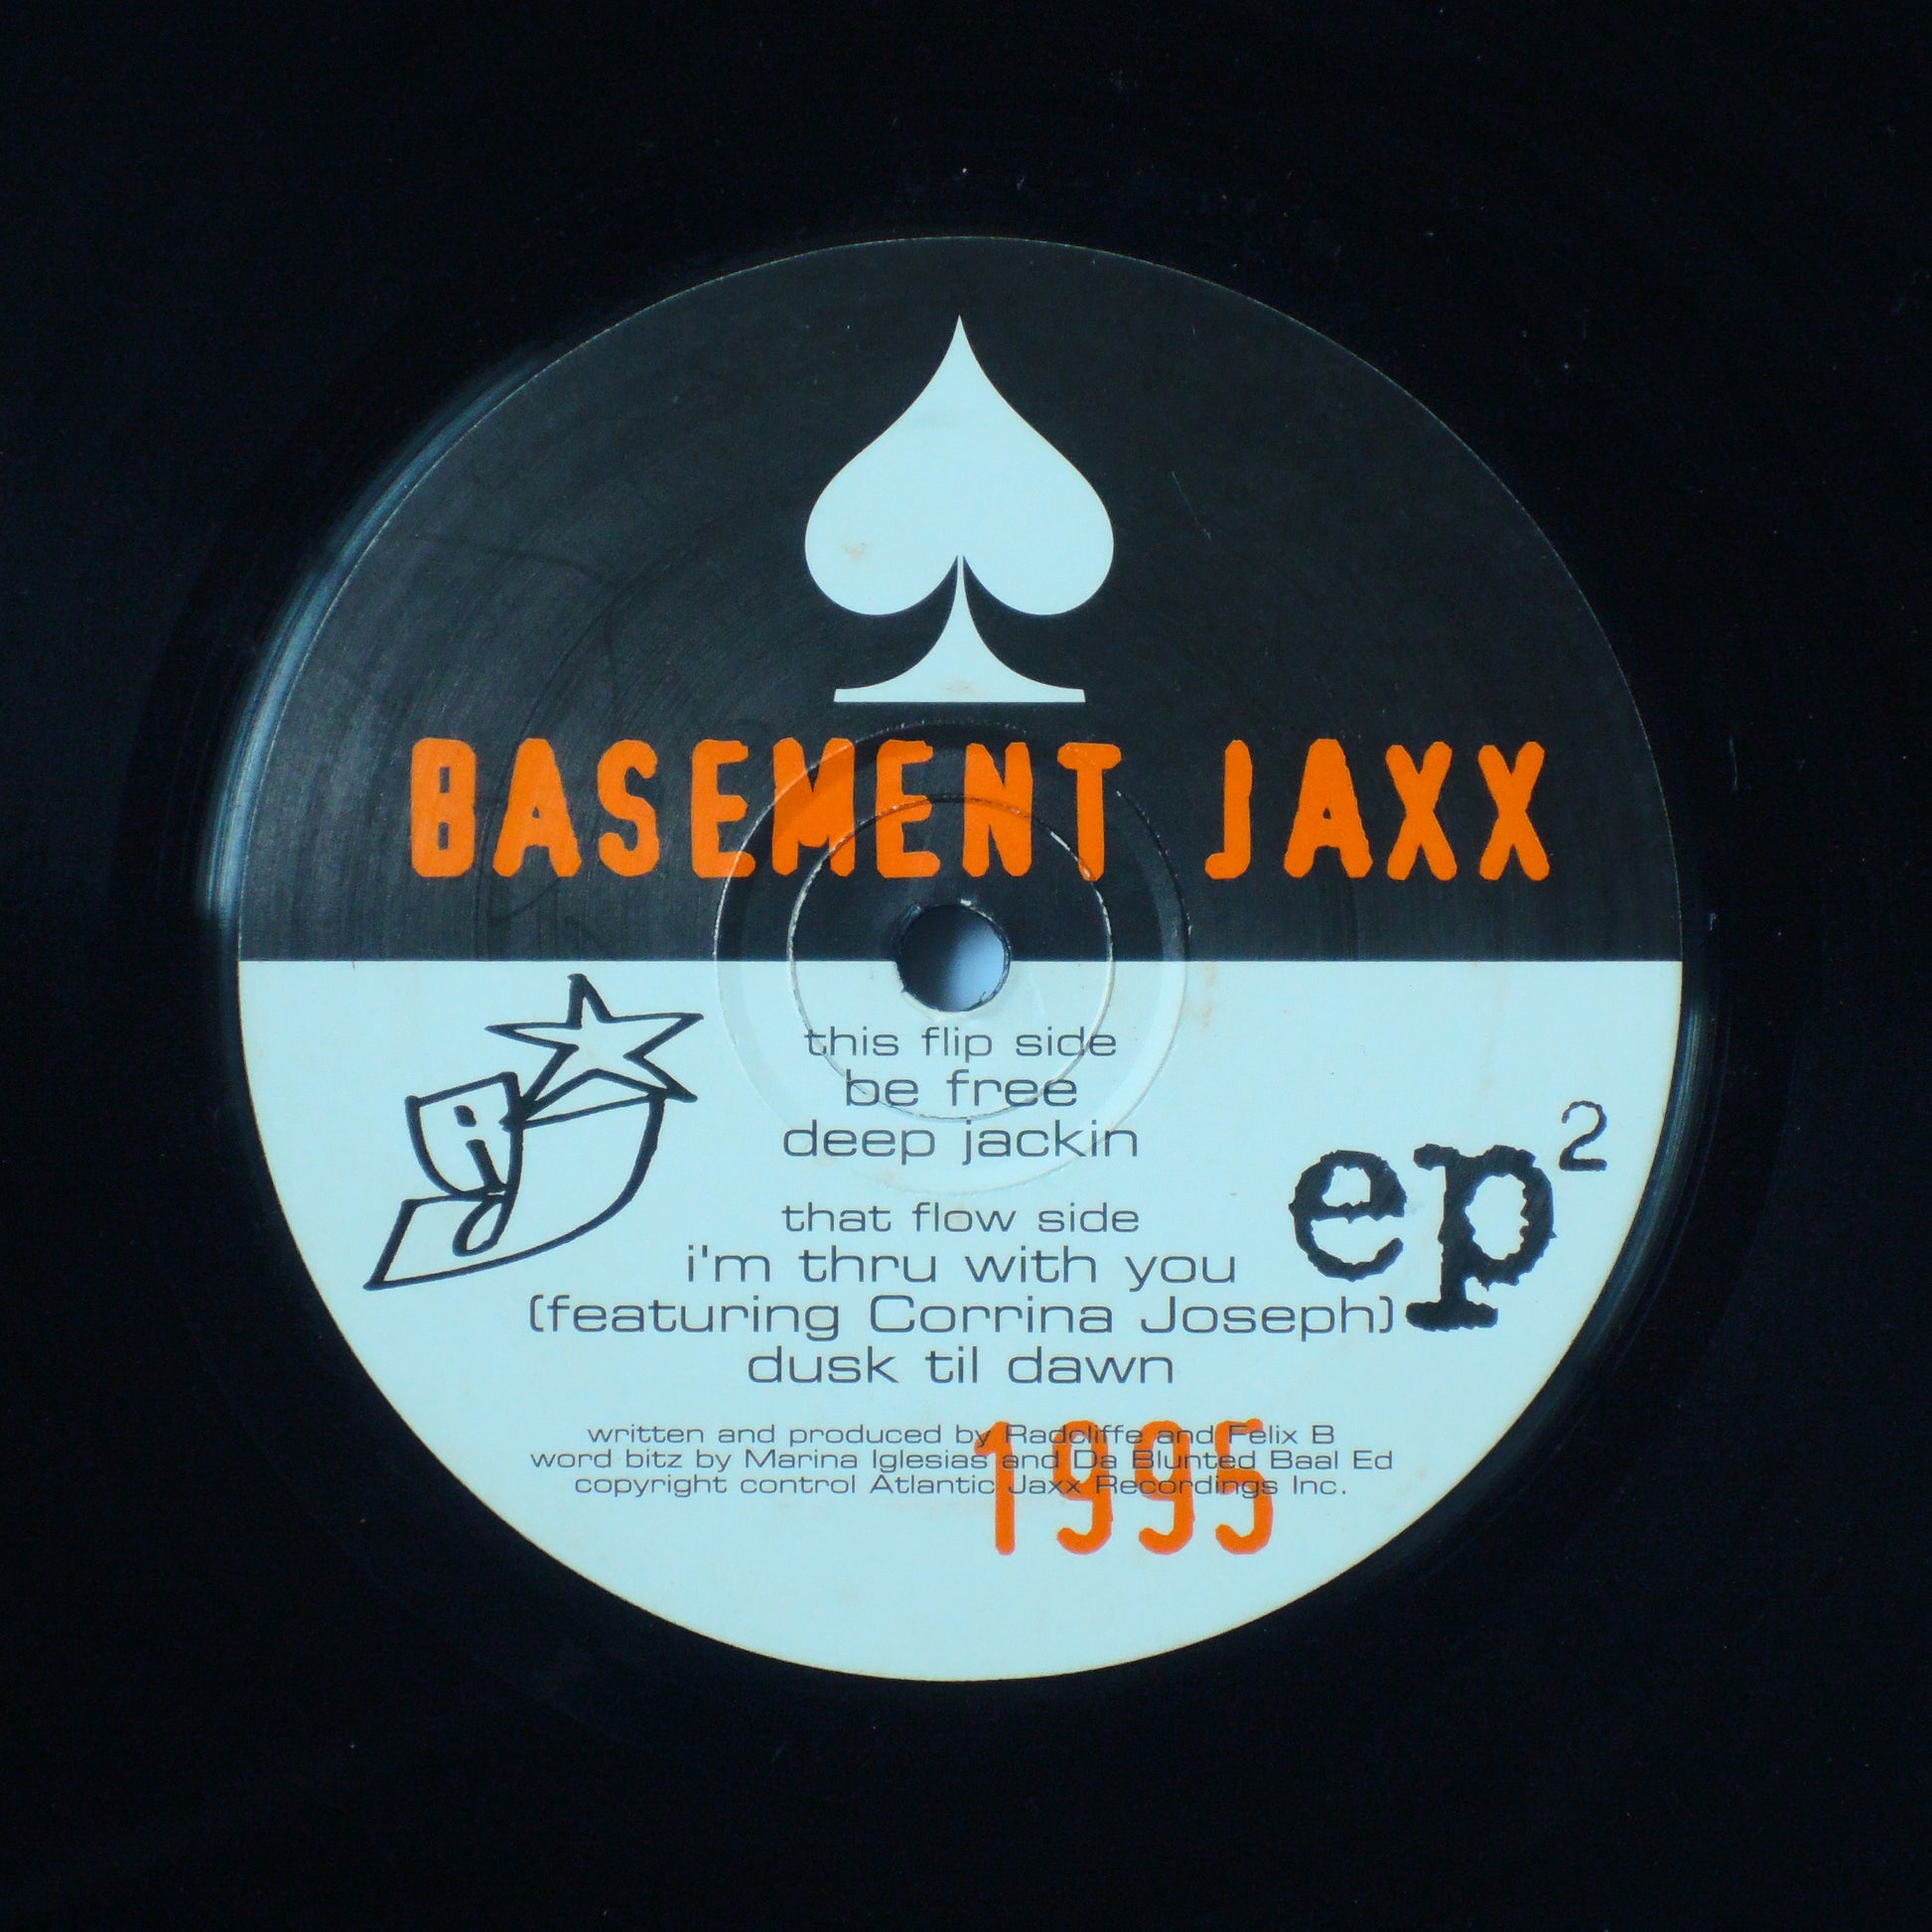 BASEMENT JAXX
this flip side
be free
deep jackin
ep²
that flow side
i'm thru with you
(featuring Corrina Joseph)
dusk til dawn
written and produced by Radcliffe and Felix B
word bitz by Marina Iglesias and Da Blunted Baal Ed
copyright control Atlantic Jaxx Recordings Inc.
1995